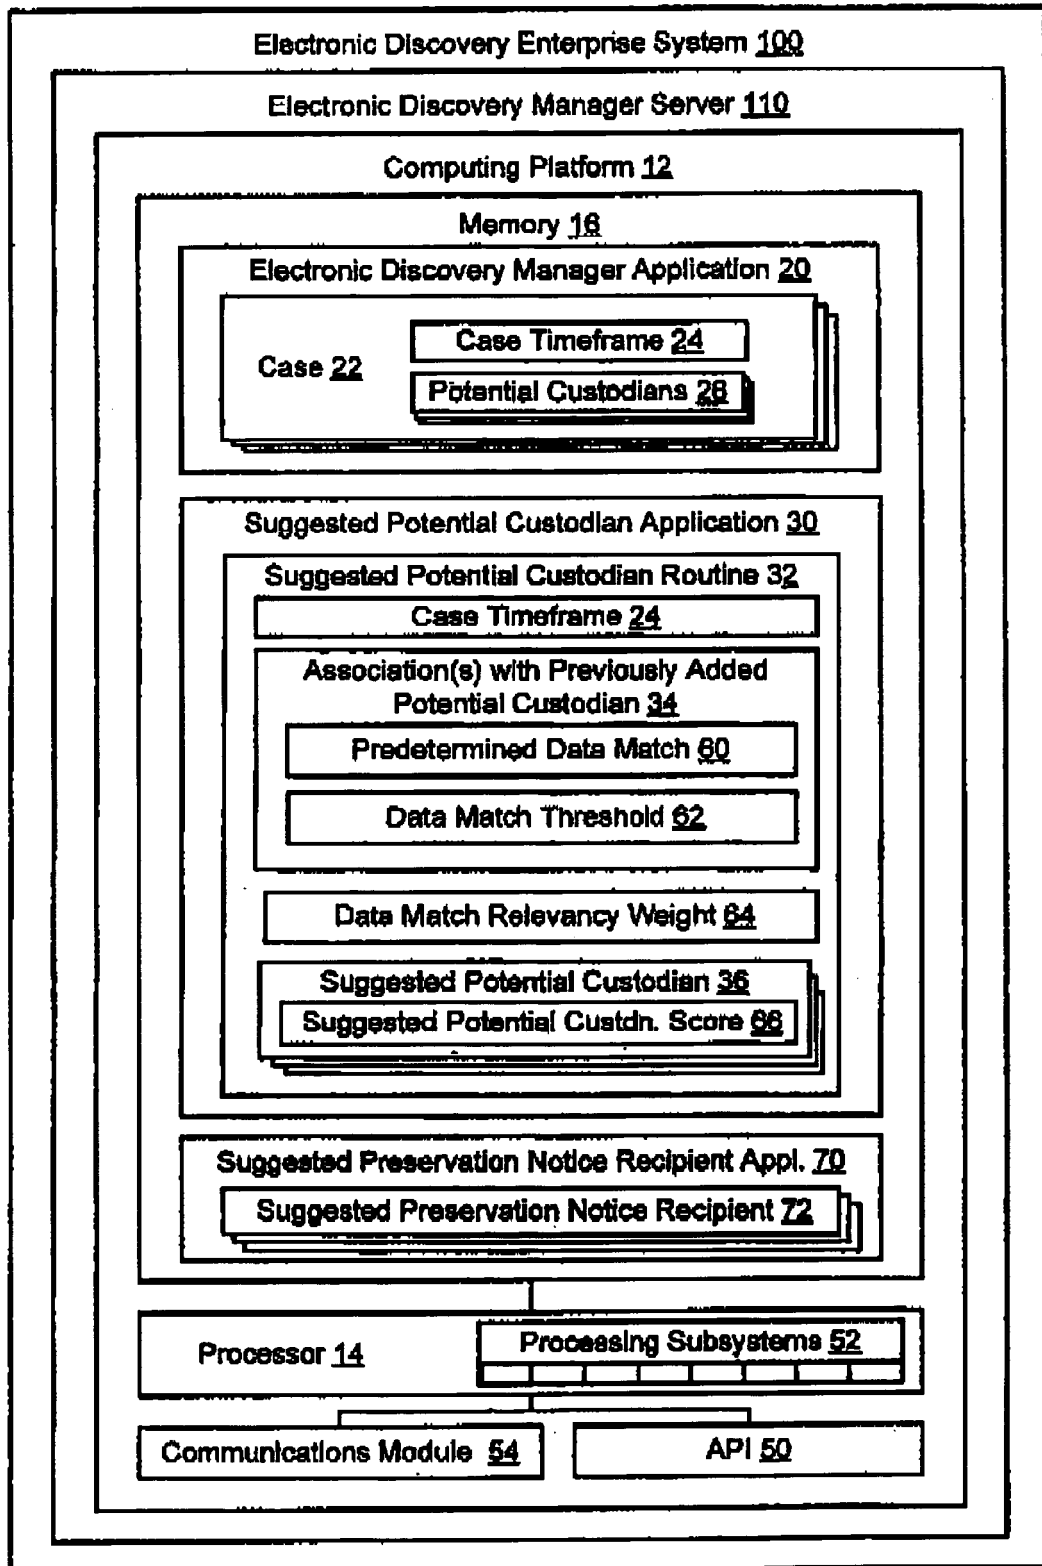 Electronic Discovery Enterprise System 100
Electronic Discovery Manager Server 110
Computing Platform 12
Memory 16
Electronic Discovery Manager Application 20
Case Timeframe 24
Case 22
Potential Custodians 26
Suggested Potential Custodian Application 30
Suggested Potential Custodian Routine 32
Case Timeframe 24
Association(s) with Previously Added
Potential Custodian 34
Predetermined Data Match 60
Data Match Threshold 62
Data Match Relevancy Weight 64
Suggested Potential Custodian 36
Suggested Potential Custdn. Score 66
Suggested Preservation Notice Recipient Appl. 70
Suggested Preservation Notice Recipient 72
Processing Subsystems 52
Processor 14
Communications Module 54
API 50